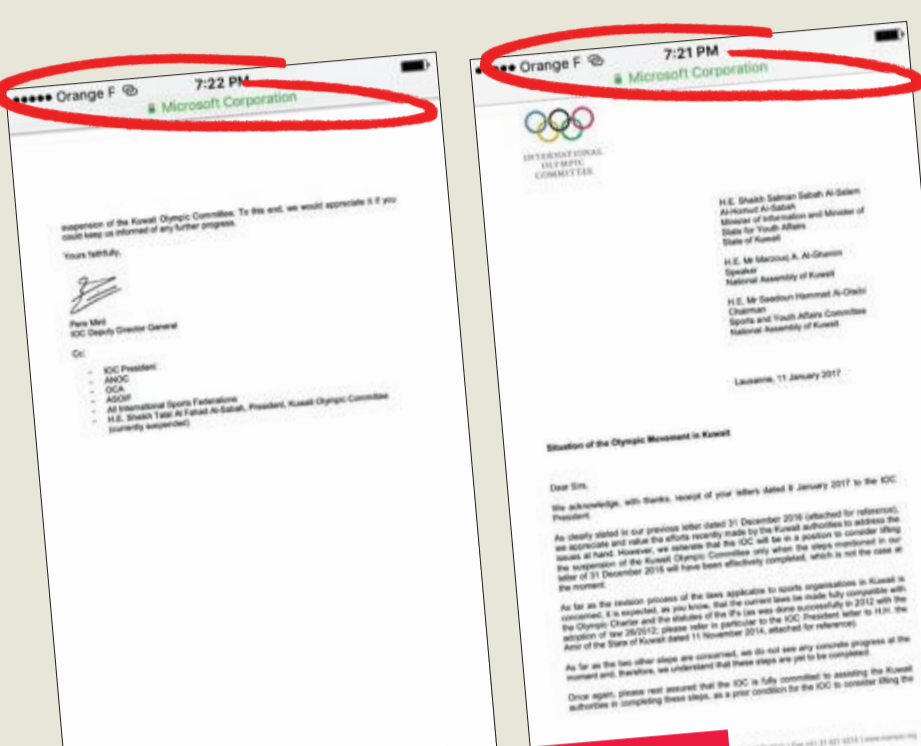 Orange F
7:22 PM
Microsoft Corporation
suspension of the Kuwait Olympic Committee. To this end, we would appreciate it if you
could keep us informed of any further progress.
Yours faithfully,
Pere Miró
IOC Deputy Director General
Cc:
- IOC President
- ANOC
- OCA
- ASOIF
- All International Sports Federations
- H.E. Sheikh Talal Al Fahad Al-Sabah, President, Kuwait Olympic Committee
(currently suspended)
Orange F
7:21 PM
Microsoft Corporation
INTERNATIONAL
OLYMPIC
COMMITTEE
H.E. Sheikh Salman Sabah Al-Salem
Al-Homud Al-Sabah
Minister of Information and Minister of
State for Youth Affairs
State of Kuwait
H.E. Mr Marzouq A. Al-Ghanim
Speaker
National Assembly of Kuwait
H.E. Mr Saadoun Hammad Al-Otaibi
Chairman
Sports and Youth Affairs Committee
National Assembly of Kuwait
Lausanne, 11 January 2017
Situation of the Olympic Movement in Kuwait
Dear Sirs,
We acknowledge, with thanks, receipt of your letters dated 8 January 2017 to the IOC
President.
As clearly stated in our previous letter dated 31 December 2016 (attached for reference),
we appreciate and value the efforts recently made by the Kuwait authorities to address the
issues at hand. However, we reiterate that the IOC will be in a position to consider lifting
the suspension of the Kuwait Olympic Committee only when the steps mentioned in our
letter of 31 December 2016 will have been effectively completed, which is not the case at
the moment.
As far as the revision process of the laws applicable to sports organisations in Kuwait is
concerned, it is expected, as you know, that the current laws be made fully compatible with
the Olympic Charter and the statutes of the IFs (as was done successfully in 2012 with the
adoption of law 26/2012; please refer in particular to the IOC President letter to H.H. the
Amir of the State of Kuwait dated 11 November 2014, attached for reference).
As far as the two other steps are concerned, we do not see any concrete progress at the
moment and, therefore, we understand that these steps are yet to be completed.
Once again, please rest assured that the IOC is fully committed to assisting the Kuwait
authorities in completing these steps, as a prior condition for the IOC to consider lifting the